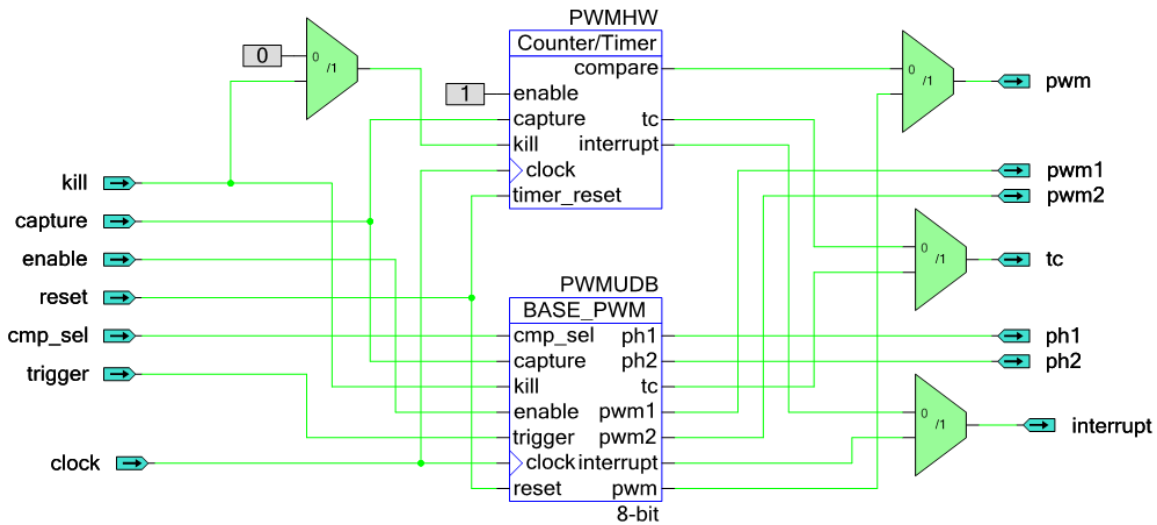 PWMHW
Counter/Timer
0
0
/1
compare
0
/1
pwm
1
enable
capture
tc
kill
interrupt
clock
pwm1
kill
timer_reset
pwm2
capture
0
/1
tc
enable
PWMUDB
reset
BASE_PWM
cmp_sel
cmp_sel
ph1
ph1
capture
ph2
ph2
trigger
kill
tc
enable
pwm1
0
/1
interrupt
trigger
pwm2
clock
clock
interrupt
reset
pwm
8-bit